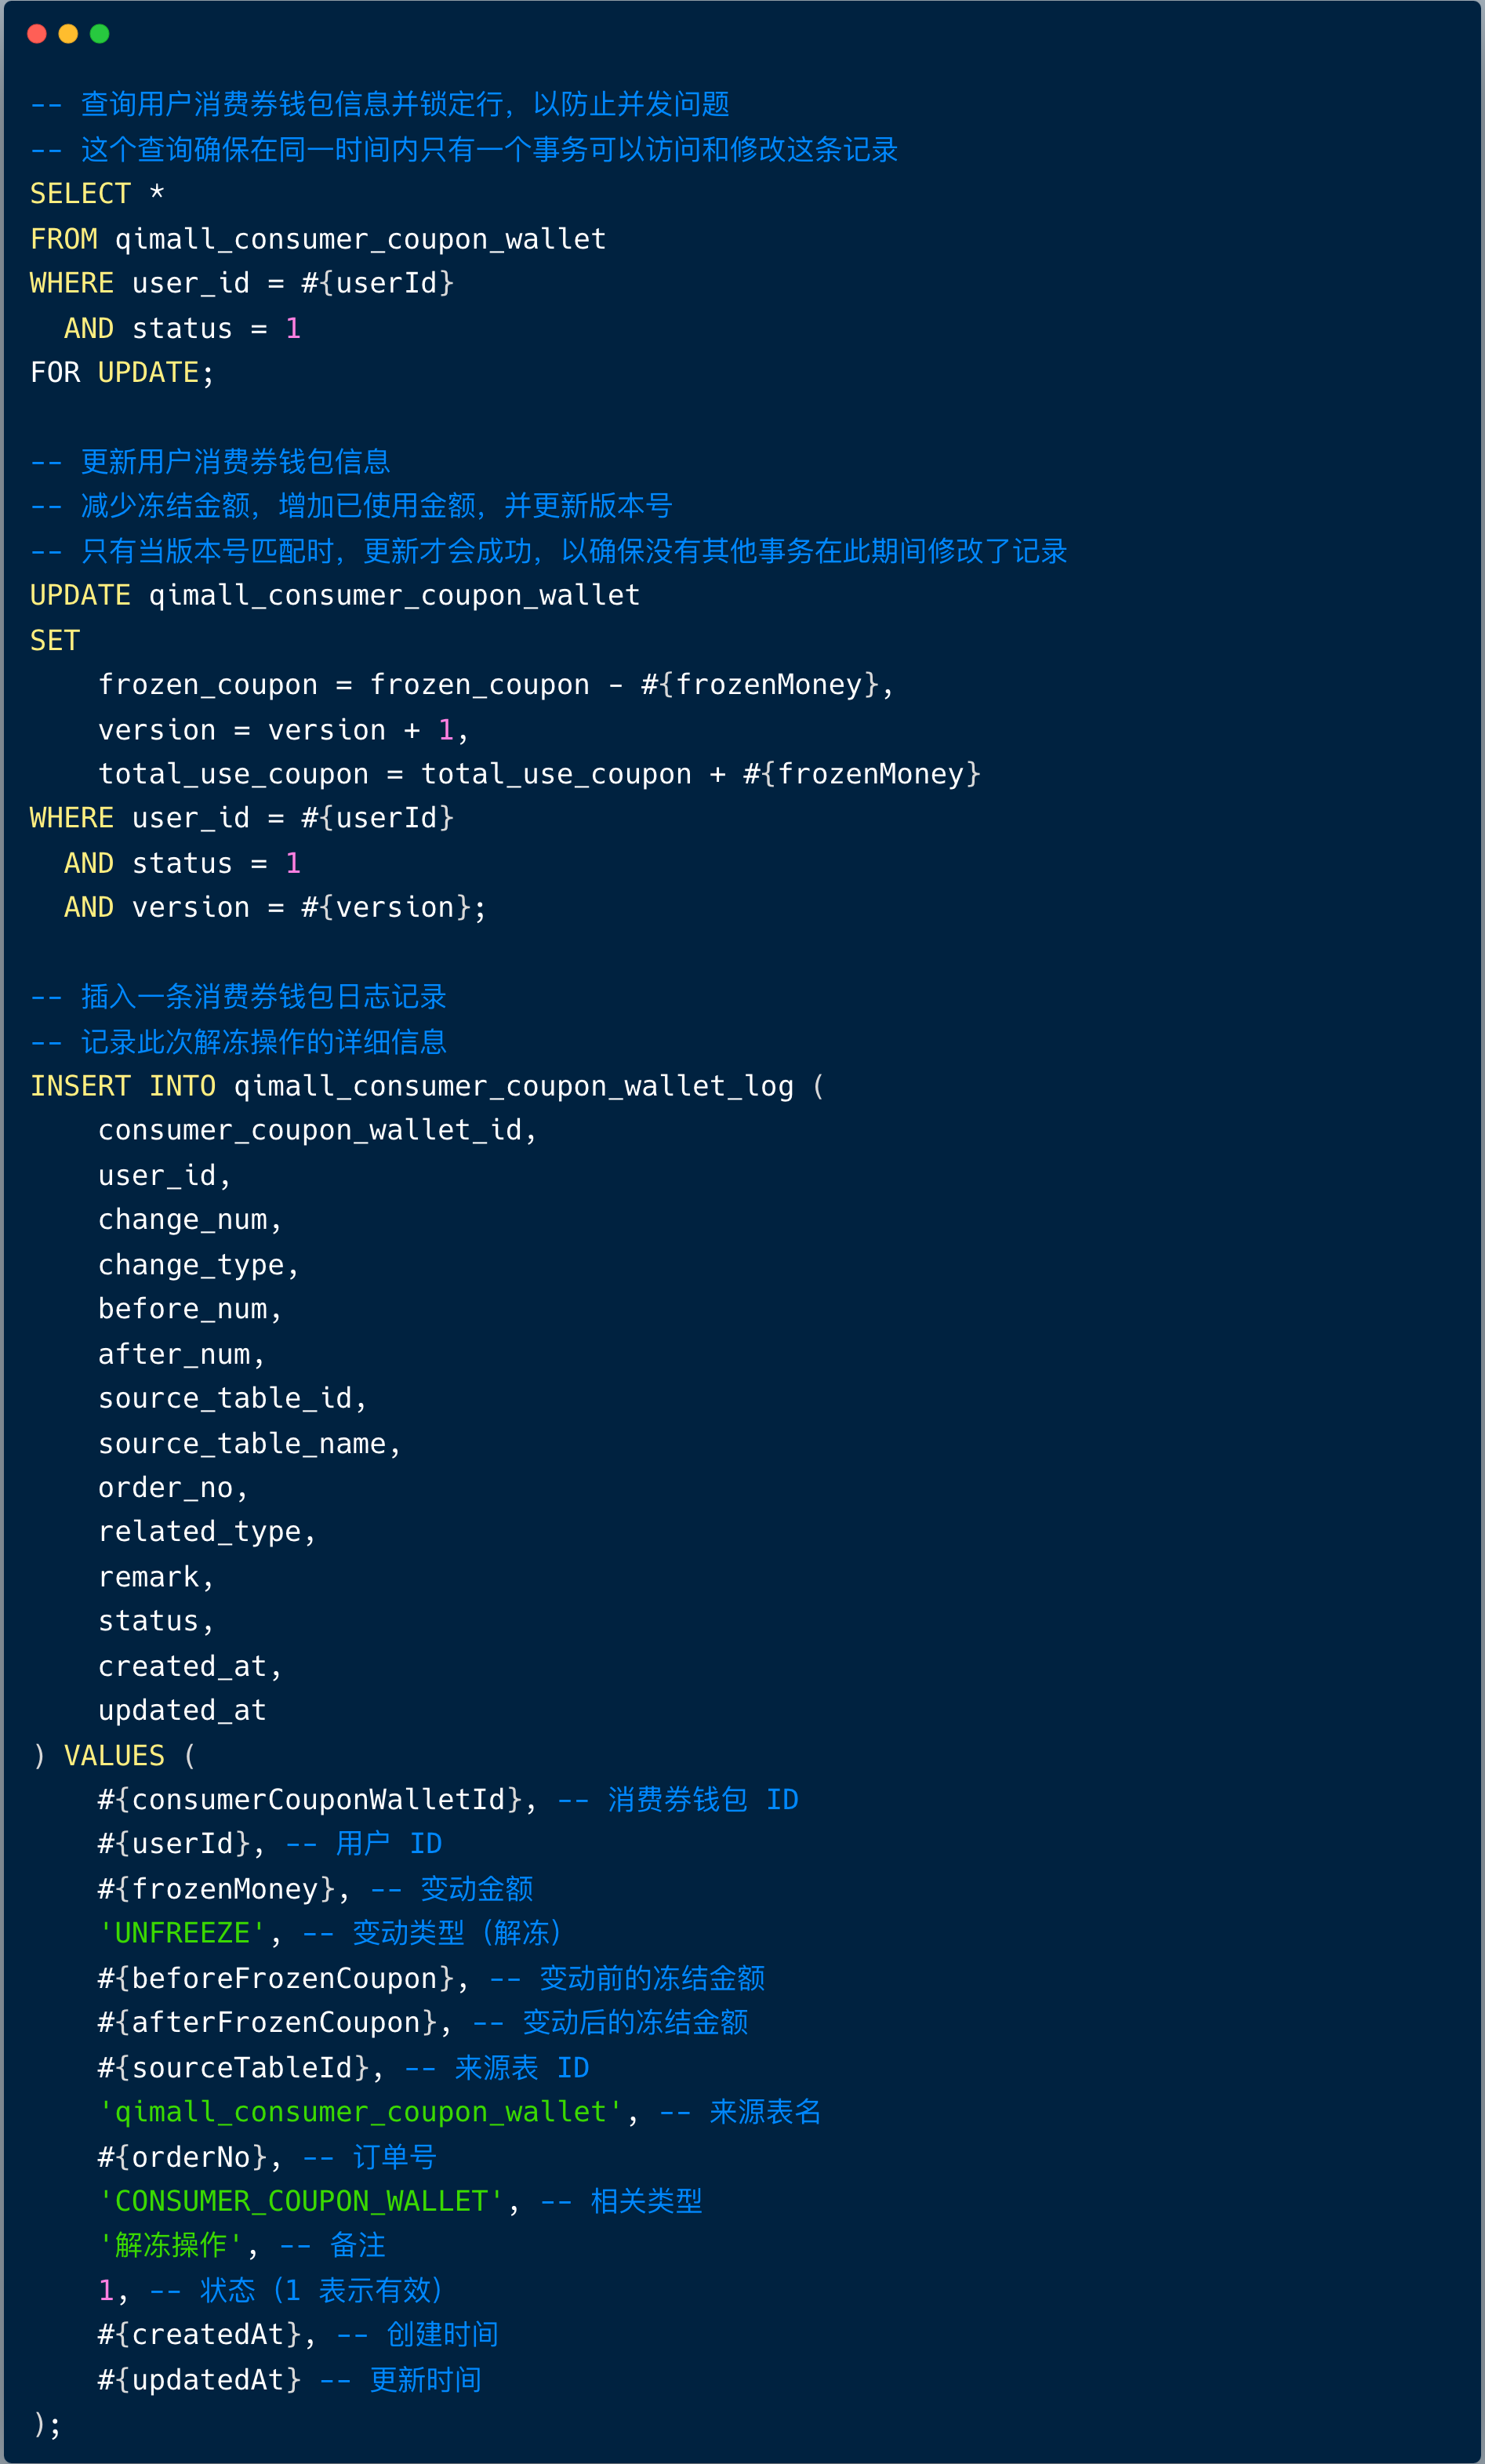 -- 查询用户消费券钱包信息并锁定行，以防止并发问题
-- 这个查询确保在同一时间内只有一个事务可以访问和修改这条记录
SELECT *
FROM qimall_consumer_coupon_wallet
WHERE user_id = #{userId}
  AND status = 1
FOR UPDATE;

-- 更新用户消费券钱包信息
-- 减少冻结金额，增加已使用金额，并更新版本号
-- 只有当版本号匹配时，更新才会成功，以确保没有其他事务在此期间修改了记录
UPDATE qimall_consumer_coupon_wallet
SET
    frozen_coupon = frozen_coupon - #{frozenMoney},
    version = version + 1,
    total_use_coupon = total_use_coupon + #{frozenMoney}
WHERE user_id = #{userId}
  AND status = 1
  AND version = #{version};

-- 插入一条消费券钱包日志记录
-- 记录此次解冻操作的详细信息
INSERT INTO qimall_consumer_coupon_wallet_log (
    consumer_coupon_wallet_id,
    user_id,
    change_num,
    change_type,
    before_num,
    after_num,
    source_table_id,
    source_table_name,
    order_no,
    related_type,
    remark,
    status,
    created_at,
    updated_at
) VALUES (
    #{consumerCouponWalletId}, -- 消费券钱包 ID
    #{userId}, -- 用户 ID
    #{frozenMoney}, -- 变动金额
    'UNFREEZE', -- 变动类型（解冻）
    #{beforeFrozenCoupon}, -- 变动前的冻结金额
    #{afterFrozenCoupon}, -- 变动后的冻结金额
    #{sourceTableId}, -- 来源表 ID
    'qimall_consumer_coupon_wallet', -- 来源表名
    #{orderNo}, -- 订单号
    'CONSUMER_COUPON_WALLET', -- 相关类型
    '解冻操作', -- 备注
    1, -- 状态（1 表示有效）
    #{createdAt}, -- 创建时间
    #{updatedAt} -- 更新时间
);